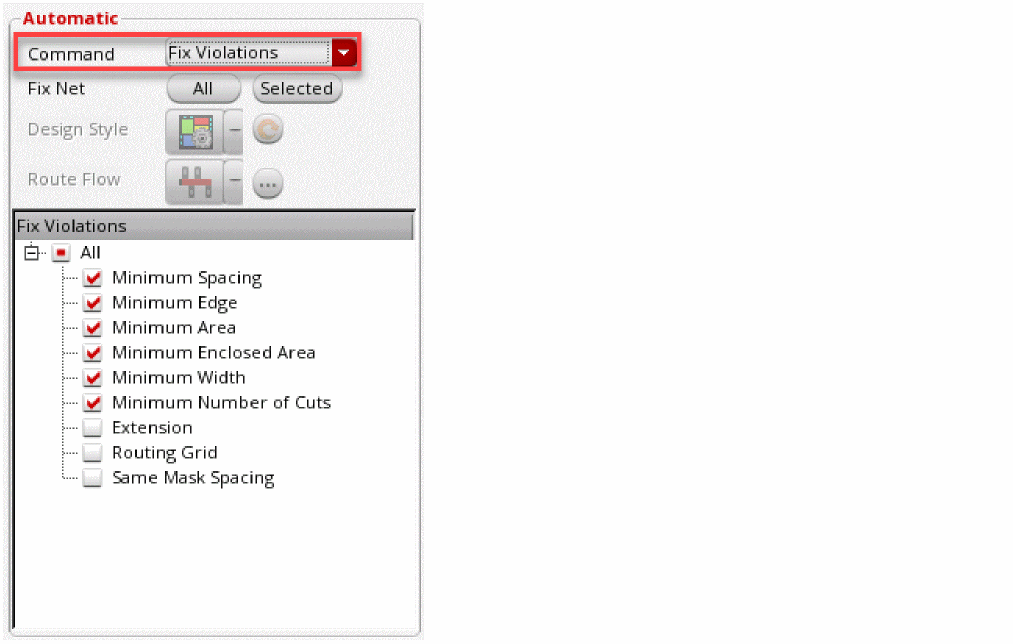 Automatic
Command Fix Violations
Fix Net All Selected
Design Style
Route Flow ...
Fix Violations
All
Minimum Spacing
Minimum Edge
Minimum Area
Minimum Enclosed Area
Minimum Width
Minimum Number of Cuts
Extension
Routing Grid
Same Mask Spacing